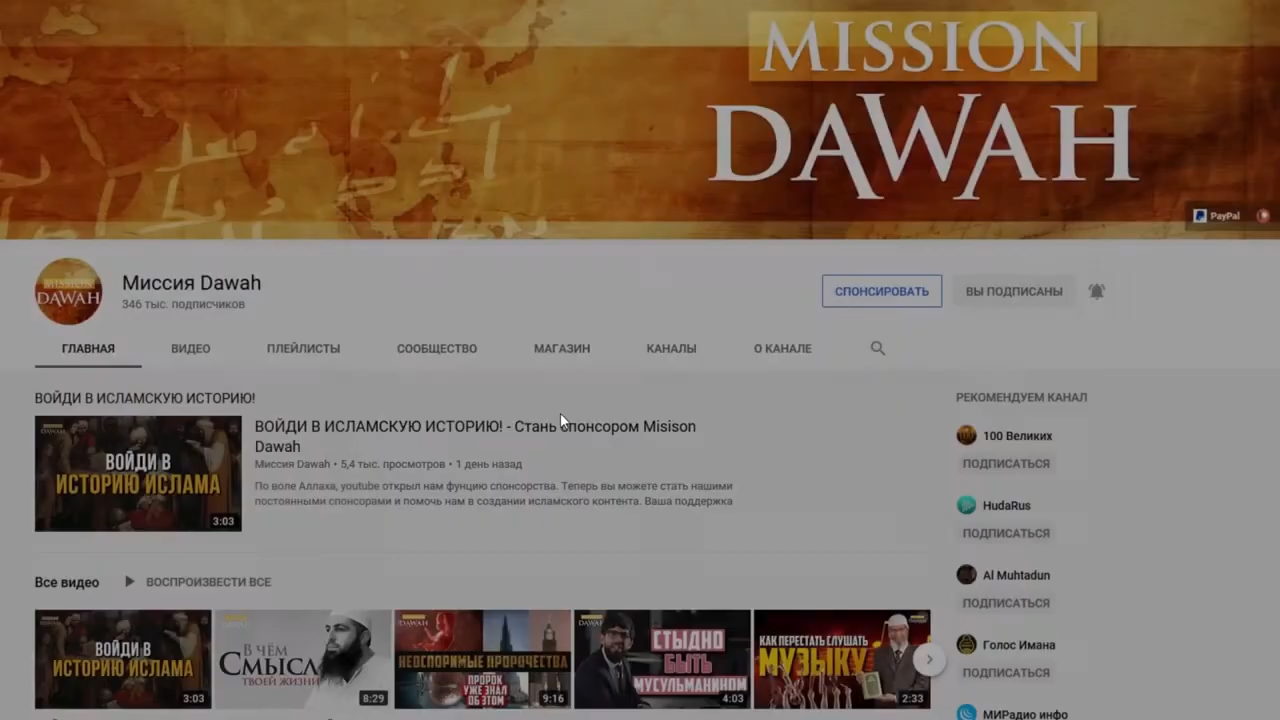 MISSION
DAWAH
PayPal
MISSION
DAWAH
Миссия Dawah
346 тыс. подписчиков
СПОНСИРОВАТЬ
ВЫ ПОДПИСАНЫ
ГЛАВНАЯ
ВИДЕО
ПЛЕЙЛИСТЫ
СООБЩЕСТВО
МАГАЗИН
КАНАЛЫ
О КАНАЛЕ
ВОЙДИ В ИСЛАМСКУЮ ИСТОРИЮ!
ВОЙДИ В
ИСТОРИЮ ИСЛАМА
3:03
ВОЙДИ В ИСЛАМСКУЮ ИСТОРИЮ! - Стань спонсором Misison
Dawah
Миссия Dawah • 5,4 тыс. просмотров • 1 день назад
По воле Аллаха, youtube открыл нам фунцию спонсорства. Теперь вы можете стать нашими
постоянными спонсорами и помочь нам в создании исламского контента. Ваша поддержка
РЕКОМЕНДУЕМ КАНАЛ
100 Великих
ПОДПИСАТЬСЯ
HudaRus
ПОДПИСАТЬСЯ
Al Muhtadun
ПОДПИСАТЬСЯ
Голос Имана
ПОДПИСАТЬСЯ
МИРадио инфо
Все видео
ВОСПРОИЗВЕСТИ ВСЕ
ВОЙДИ В
ИСТОРИЮ ИСЛАМА
3:03
В ЧЁМ
СМЫСЛ
ТВОЕЙ ЖИЗНИ
8:29
НЕОСПОРИМЫЕ ПРОРОЧЕСТВА
ПРОРОК
УЖЕ ЗНАЛ
ОБ ЭТОМ
9:16
СТЫДНО
БЫТЬ
МУСУЛЬМАНИНОМ
4:03
КАК ПЕРЕСТАТЬ СЛУШАТЬ
МУЗЫКУ
2:33